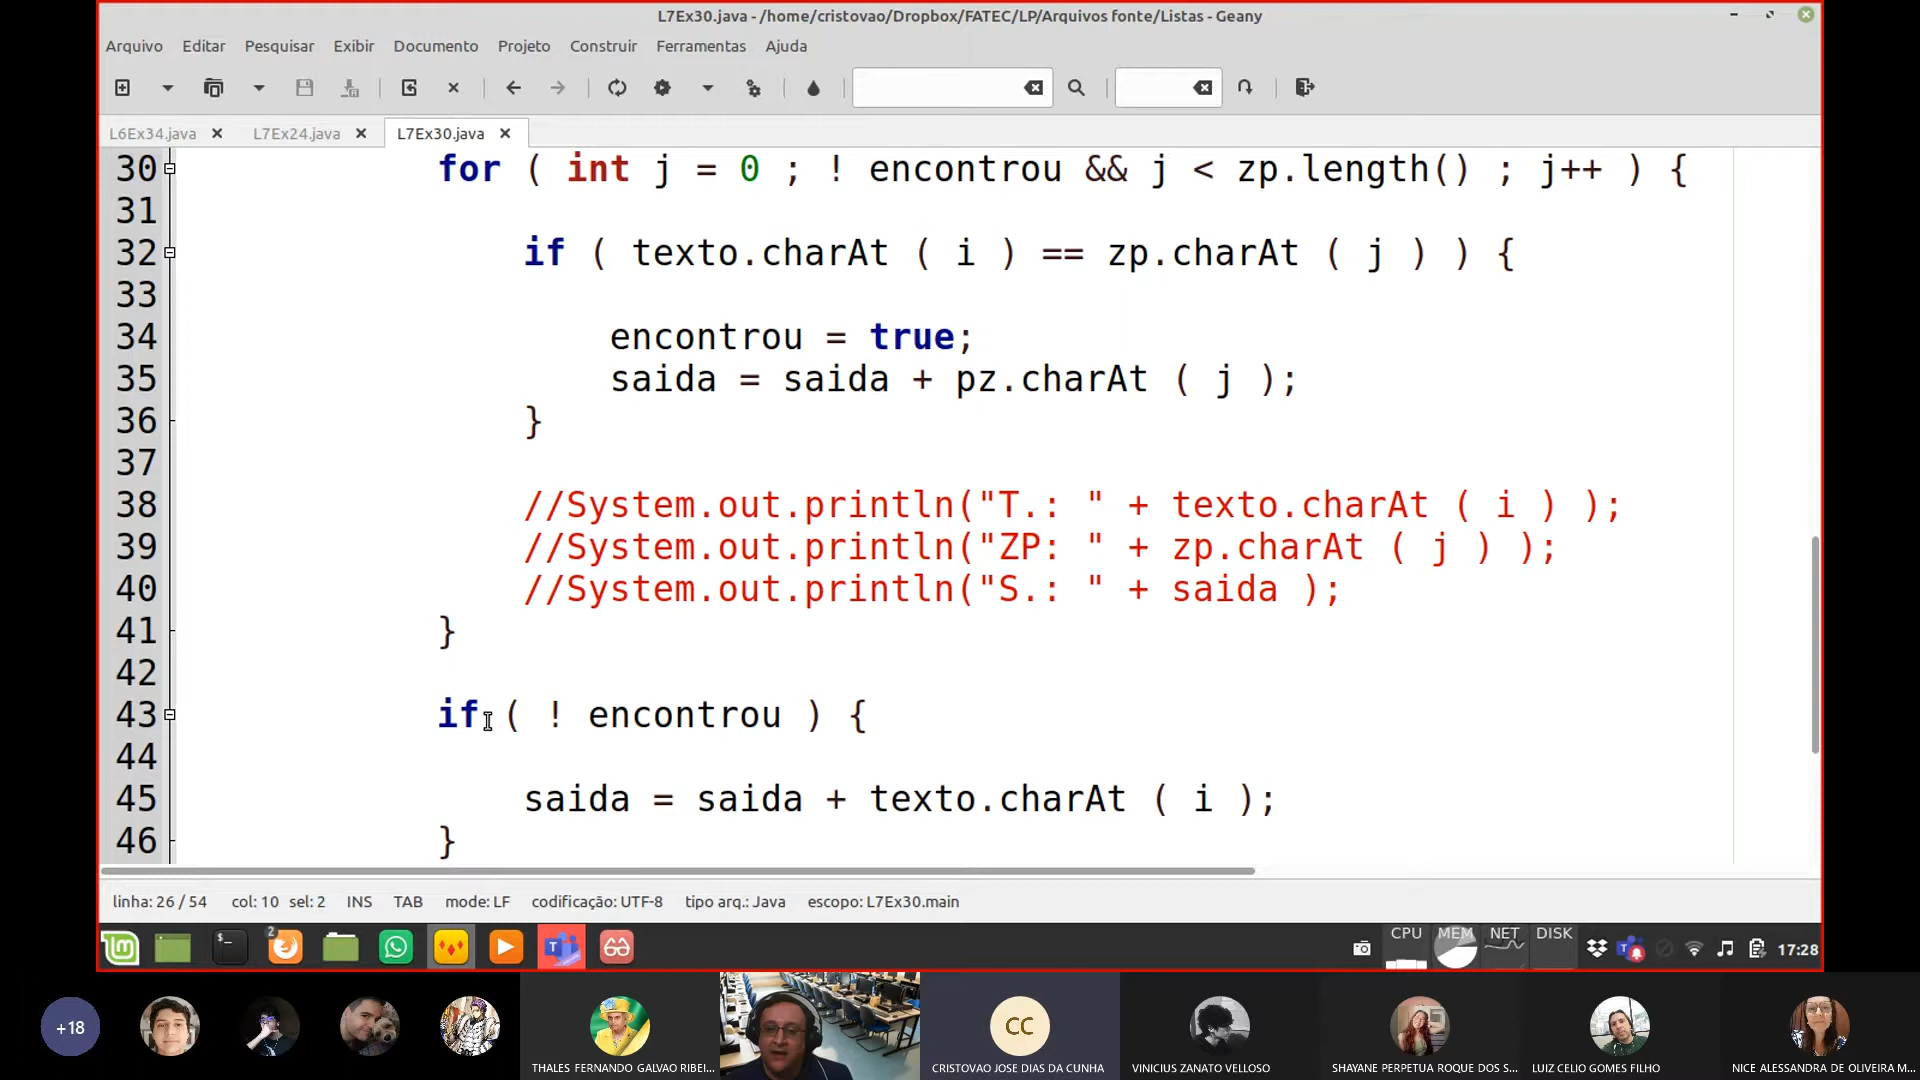 L7Ex30.java - /home/cristovao/Dropbox/FATEC/LP/Arquivos fonte/Listas - Geany
Arquivo Editar Pesquisar Exibir Documento Projeto Construir Ferramentas Ajuda
L6Ex34.java L7Ex24.java L7Ex30.java
30 for ( int j = 0 ; ! encontrou && j < zp.length() ; j++ ) {
31
32 if ( texto.charAt ( i ) == zp.charAt ( j ) ) {
33
34 encontrou = true;
35 saida = saida + pz.charAt ( j );
36 }
37
38 //System.out.println("T.: " + texto.charAt ( i ) );
39 //System.out.println("ZP: " + zp.charAt ( j ) );
40 //System.out.println("S.: " + saida );
41 }
42
43 if ( ! encontrou ) {
44
45 saida = saida + texto.charAt ( i );
46 }
linha: 26 / 54 col: 10 sel: 2 INS TAB mode: LF codificação: UTF-8 tipo arq.: Java escopo: L7Ex30.main
2 CPU MEM NET DISK 17:28
+18 CC
THALES FERNANDO GALVAO RIBEI... CRISTOVAO JOSE DIAS DA CUNHA VINICIUS ZANATO VELLOSO SHAYANE PERPETUA ROQUE DOS S... LUIZ CELIO GOMES FILHO NICE ALESSANDRA DE OLIVEIRA M...